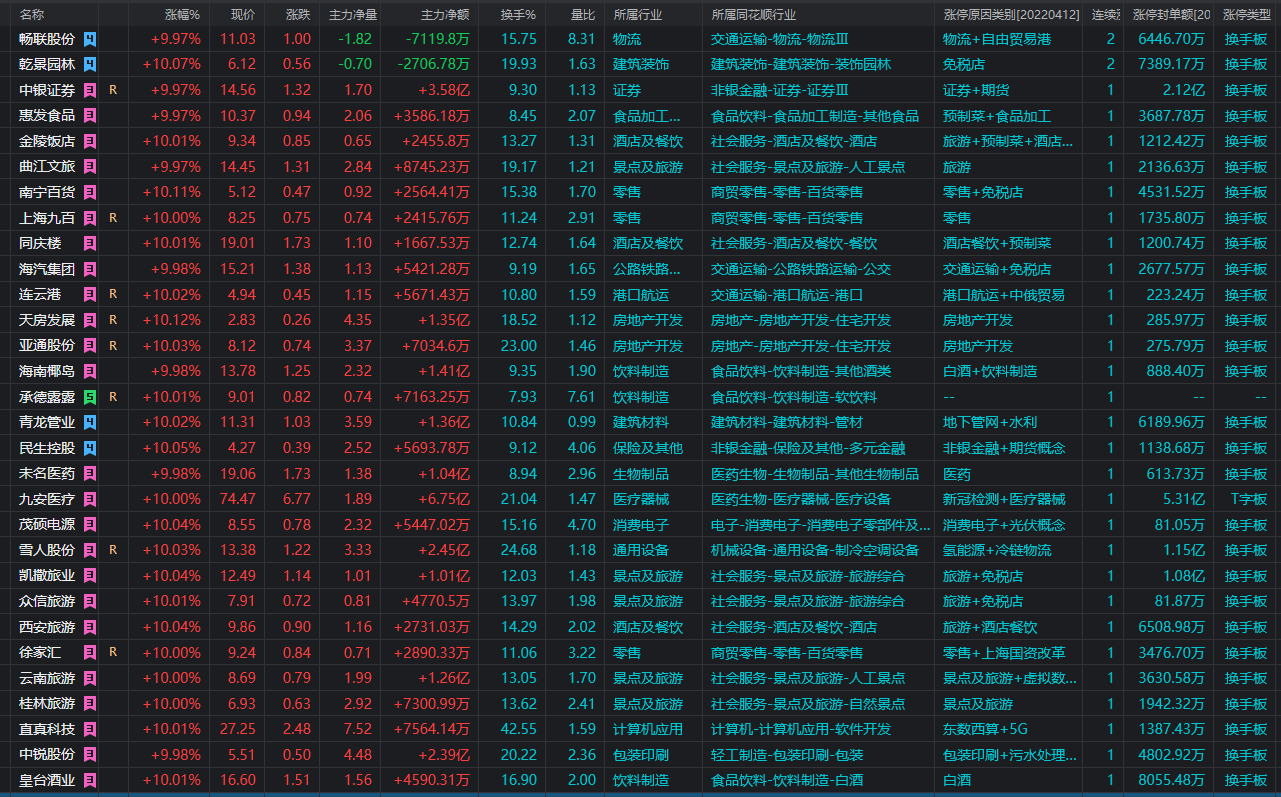 名称 涨幅% 现价 涨跌 主力净量 主力净额 换手% 量比 所属行业 所属同花顺行业 涨停原因类别[20220412] 连续 涨停封单额[20 涨停类型
畅联股份 4 +9.97% 11.03 1.00 -1.82 -7119.8万 15.75 8.31 物流 交通运输-物流-物流Ⅲ 物流+自由贸易港 2 6446.70万 换手板
乾景园林 4 +10.07% 6.12 0.56 -0.70 -2706.78万 19.93 1.63 建筑装饰 建筑装饰-建筑装饰-装饰园林 免税店 2 7389.17万 换手板
中银证券 3 R +9.97% 14.56 1.32 1.70 +3.58亿 9.30 1.13 证券 非银金融-证券-证券Ⅲ 证券+期货 1 2.12亿 换手板
惠发食品 3 +9.97% 10.37 0.94 2.06 +3586.18万 8.45 2.07 食品加工... 食品饮料-食品加工制造-其他食品 预制菜+食品加工 1 3687.78万 换手板
金陵饭店 3 +10.01% 9.34 0.85 0.65 +2455.8万 13.27 1.31 酒店及餐饮 社会服务-酒店及餐饮-酒店 旅游+预制菜+酒店... 1 1212.42万 换手板
曲江文旅 3 +9.97% 14.45 1.31 2.84 +8745.23万 19.17 1.21 景点及旅游 社会服务-景点及旅游-人工景点 旅游 1 2136.63万 换手板
南宁百货 3 +10.11% 5.12 0.47 0.92 +2564.41万 15.38 1.70 零售 商贸零售-零售-百货零售 零售+免税店 1 4531.52万 换手板
上海九百 3 R +10.00% 8.25 0.75 0.74 +2415.76万 11.24 2.91 零售 商贸零售-零售-百货零售 零售 1 1735.80万 换手板
同庆楼 3 +10.01% 19.01 1.73 1.10 +1667.53万 12.74 1.64 酒店及餐饮 社会服务-酒店及餐饮-餐饮 酒店餐饮+预制菜 1 1200.74万 换手板
海汽集团 3 +9.98% 15.21 1.38 1.13 +5421.28万 9.19 1.65 公路铁路... 交通运输-公路铁路运输-公交 交通运输+免税店 1 2677.57万 换手板
连云港 3 R +10.02% 4.94 0.45 1.15 +5671.43万 10.80 1.59 港口航运 交通运输-港口航运-港口 港口航运+中俄贸易 1 223.24万 换手板
天房发展 3 R +10.12% 2.83 0.26 4.35 +1.35亿 18.52 1.12 房地产开发 房地产-房地产开发-住宅开发 房地产开发 1 285.97万 换手板
亚通股份 3 R +10.03% 8.12 0.74 3.37 +7034.6万 23.00 1.46 房地产开发 房地产-房地产开发-住宅开发 房地产开发 1 275.79万 换手板
海南椰岛 3 +9.98% 13.78 1.25 2.32 +1.41亿 9.35 1.90 饮料制造 食品饮料-饮料制造-其他酒类 白酒+饮料制造 1 888.40万 换手板
承德露露 5 R +10.01% 9.01 0.82 0.74 +7163.25万 7.93 7.61 饮料制造 食品饮料-饮料制造-软饮料 -- 1 -- --
青龙管业 4 +10.02% 11.31 1.03 3.59 +1.36亿 10.84 0.99 建筑材料 建筑材料-建筑材料-管材 地下管网+水利 1 6189.96万 换手板
民生控股 4 +10.05% 4.27 0.39 2.52 +5693.78万 9.12 4.06 保险及其他 非银金融-保险及其他-多元金融 非银金融+期货概念 1 1138.68万 换手板
未名医药 3 +9.98% 19.06 1.73 1.38 +1.04亿 8.94 2.96 生物制品 医药生物-生物制品-其他生物制品 医药 1 613.73万 换手板
九安医疗 3 +10.00% 74.47 6.77 1.89 +6.75亿 21.04 1.47 医疗器械 医药生物-医疗器械-医疗设备 新冠检测+医疗器械 1 5.31亿 T字板
茂硕电源 3 +10.04% 8.55 0.78 2.32 +5447.02万 15.16 4.70 消费电子 电子-消费电子-消费电子零部件及... 消费电子+光伏概念 1 81.05万 换手板
雪人股份 3 R +10.03% 13.38 1.22 3.33 +2.45亿 24.68 1.18 通用设备 机械设备-通用设备-制冷空调设备 氢能源+冷链物流 1 1.15亿 换手板
凯撒旅业 3 +10.04% 12.49 1.14 1.01 +1.01亿 12.03 1.43 景点及旅游 社会服务-景点及旅游-旅游综合 旅游+免税店 1 1.08亿 换手板
众信旅游 3 +10.01% 7.91 0.72 0.81 +4770.5万 13.97 1.98 景点及旅游 社会服务-景点及旅游-旅游综合 旅游+免税店 1 81.87万 换手板
西安旅游 3 +10.04% 9.86 0.90 1.16 +2731.03万 14.29 2.02 酒店及餐饮 社会服务-酒店及餐饮-酒店 旅游+酒店餐饮 1 6508.98万 换手板
徐家汇 3 R +10.00% 9.24 0.84 0.71 +2890.33万 11.06 3.22 零售 商贸零售-零售-百货零售 零售+上海国资改革 1 3476.70万 换手板
云南旅游 3 +10.00% 8.69 0.79 1.99 +1.26亿 13.05 1.70 景点及旅游 社会服务-景点及旅游-人工景点 景点及旅游+虚拟数... 1 3630.58万 换手板
桂林旅游 3 +10.00% 6.93 0.63 2.92 +7300.99万 13.62 2.41 景点及旅游 社会服务-景点及旅游-自然景点 景点及旅游 1 1942.32万 换手板
直真科技 3 +10.01% 27.25 2.48 7.52 +7564.14万 42.55 1.59 计算机应用 计算机-计算机应用-软件开发 东数西算+5G 1 1387.43万 换手板
中锐股份 3 +9.98% 5.51 0.50 4.48 +2.39亿 20.22 2.36 包装印刷 轻工制造-包装印刷-包装 包装印刷+污水处理... 1 4802.92万 换手板
皇台酒业 3 +10.01% 16.60 1.51 1.56 +4590.31万 16.90 2.00 饮料制造 食品饮料-饮料制造-白酒 白酒 1 8055.48万 换手板